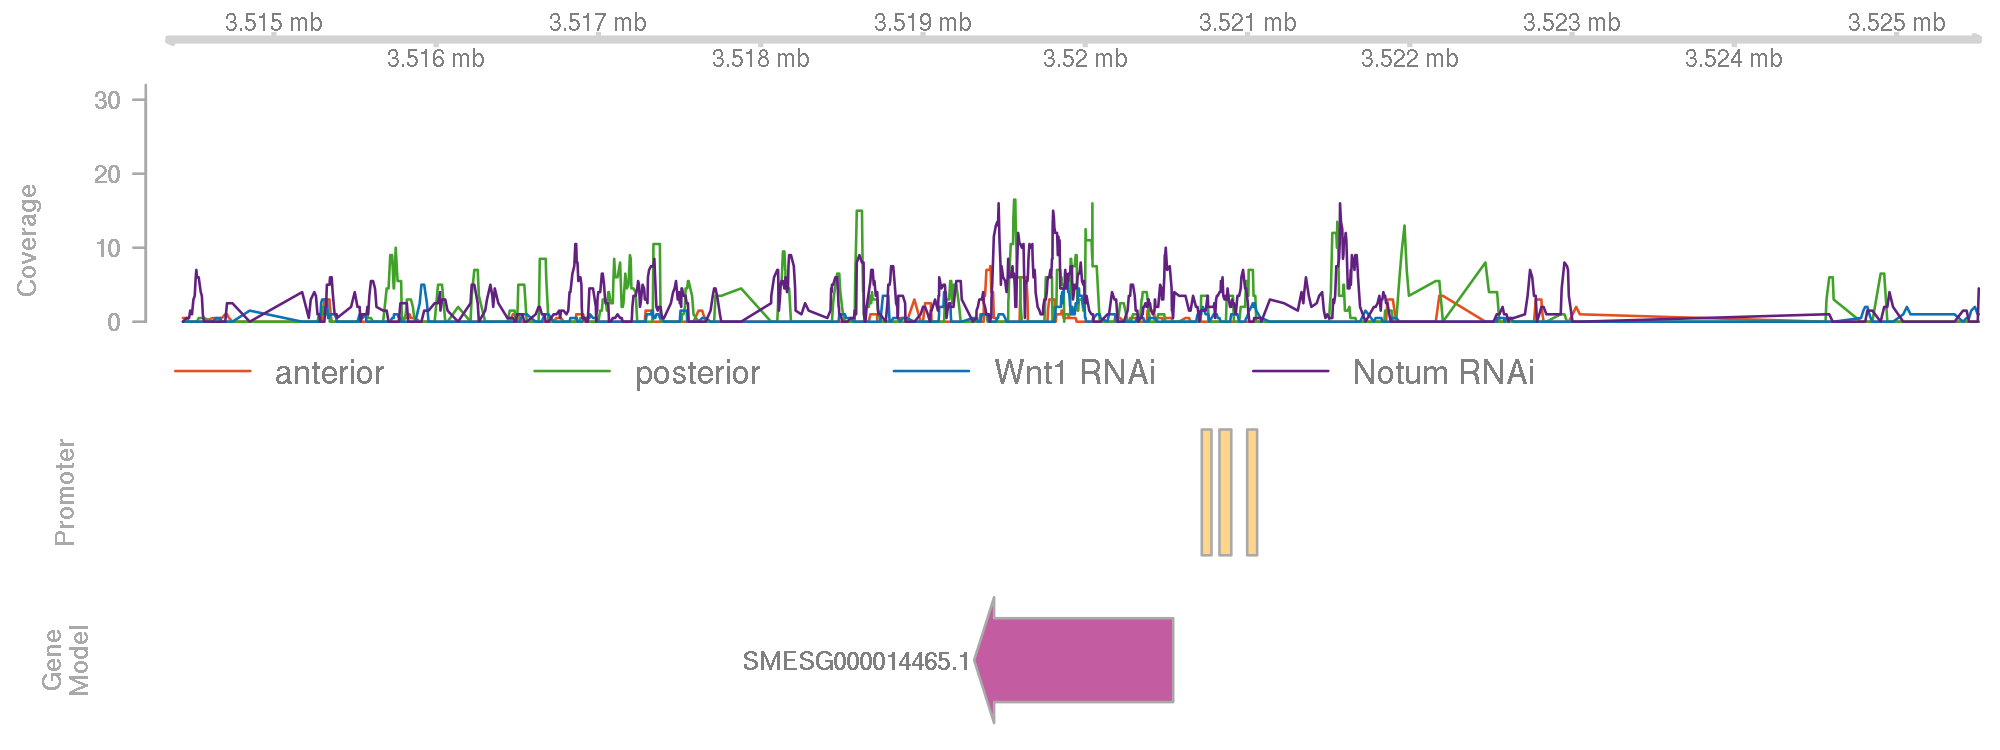 3.515 mb 3.517 mb 3.519 mb 3.521 mb 3.523 mb 3.525 mb
3.516 mb 3.518 mb 3.52 mb 3.522 mb 3.524 mb
30
20
10
0
Coverage
anterior posterior Wnt1 RNAi Notum RNAi
Promoter
Gene
Model
SMESG000014465.1